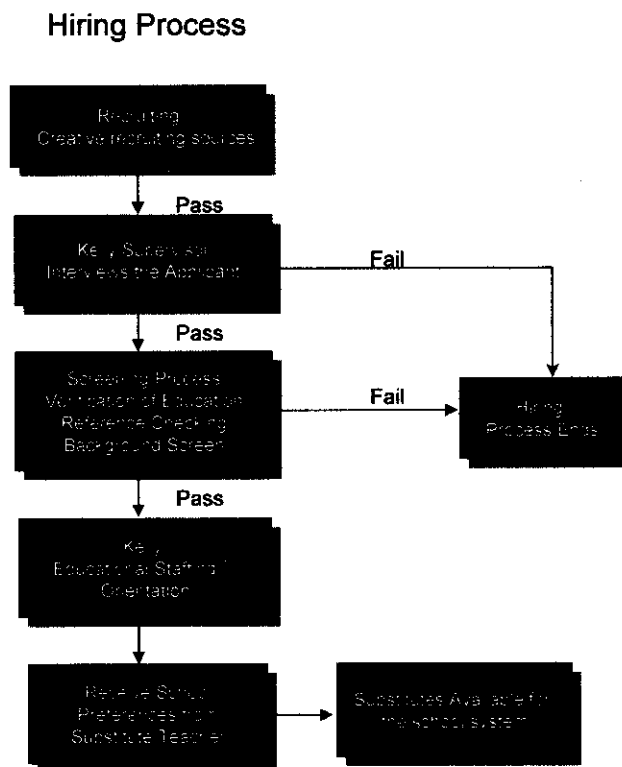 Hiring Process
Recruiting
Creative recruiting sources
Pass
Kelly Supervisor
Interviews the Applicant
Fail
Pass
Screening Process
Verification of Education
Reference Checking
Background Screen
Fail
Hiring
Process Ends
Pass
Kelly
Educational Staffing
Orientation
Receive School
Preferences from
Substitute Teacher
Substitutes Available for
the school system